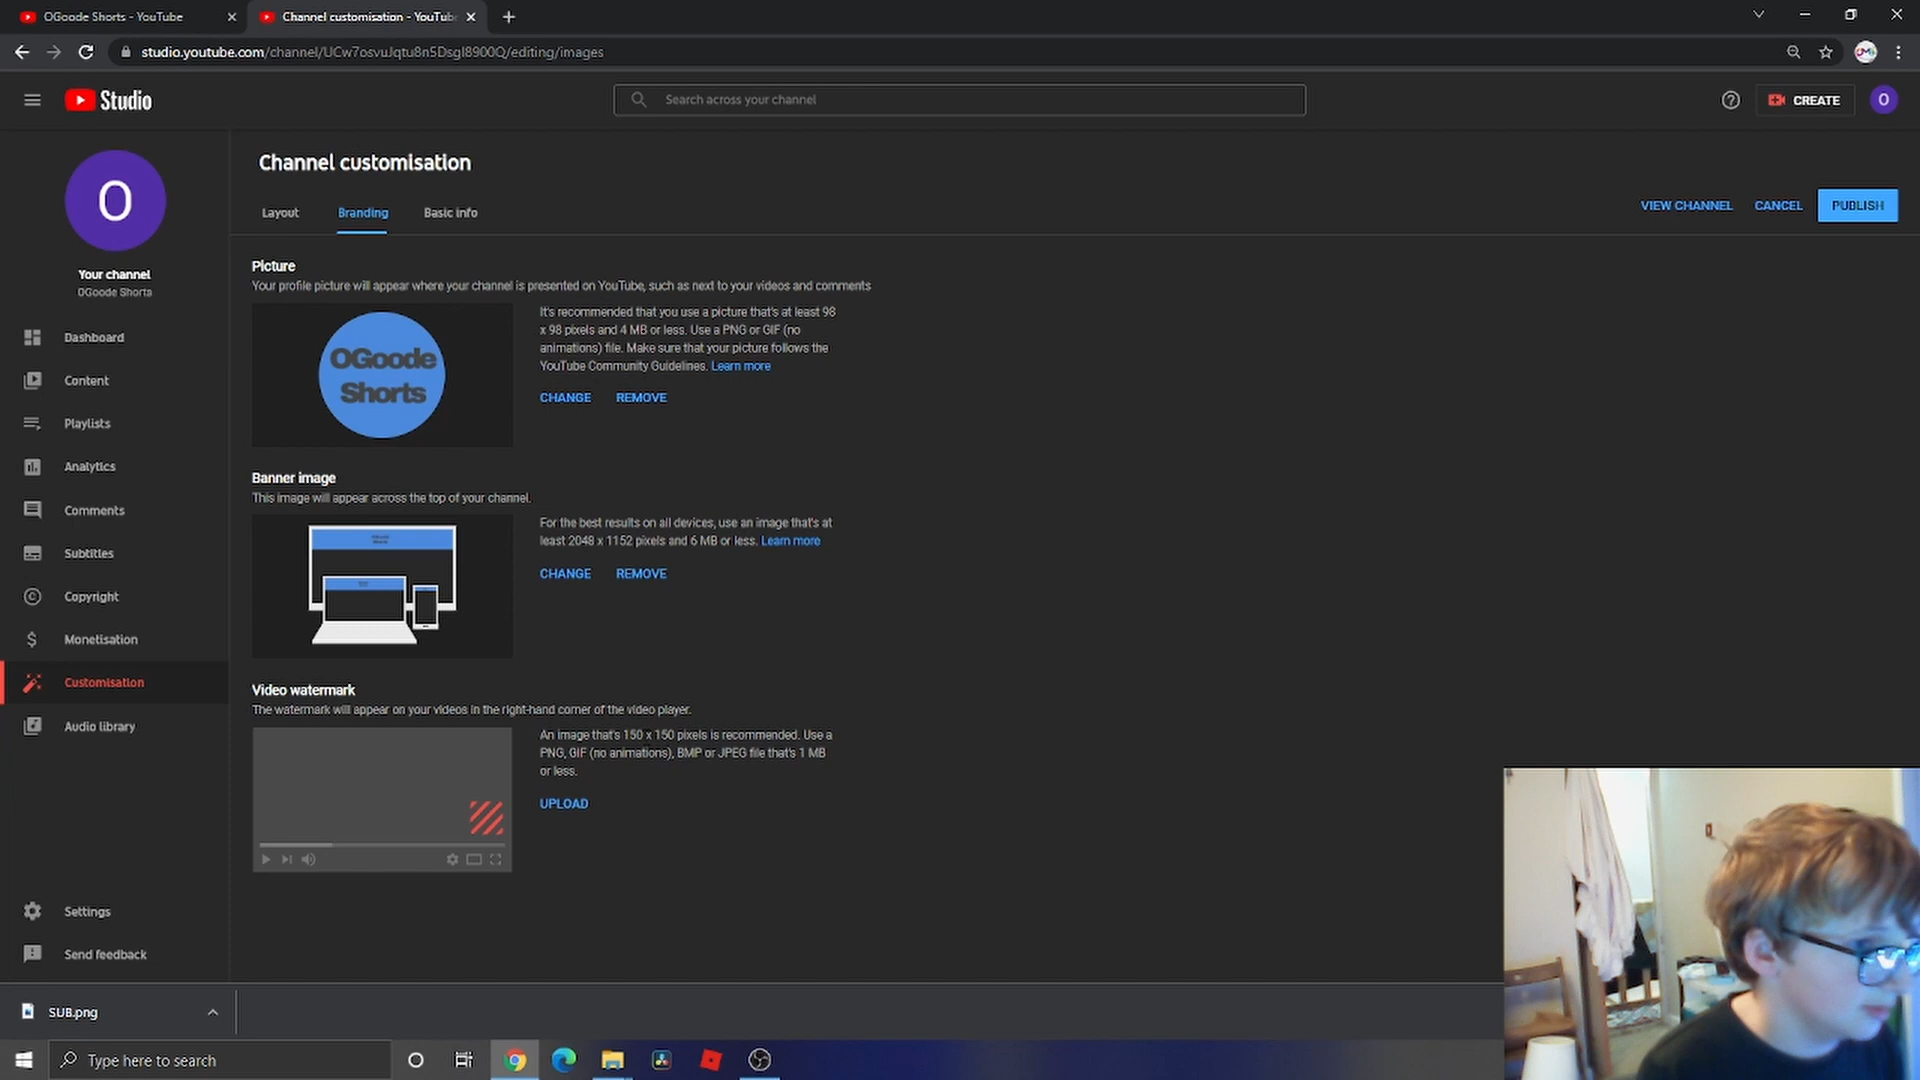 OGoode Shorts - YouTube
Channel customisation - YouTub
studio.youtube.com/channel/UCw7osvuJqtu8n5Dsgl8900Q/editing/images
Studio
Search across your channel
CREATE
O
O
Your channel
OGoode Shorts
Dashboard
Content
Playlists
Analytics
Comments
Subtitles
Copyright
Monetisation
Customisation
Audio library
Settings
Send feedback
Channel customisation
Layout
Branding
Basic info
VIEW CHANNEL
CANCEL
PUBLISH
Picture
Your profile picture will appear where your channel is presented on YouTube, such as next to your videos and comments
OGoode
Shorts
It's recommended that you use a picture that's at least 98
x 98 pixels and 4 MB or less. Use a PNG or GIF (no
animations) file. Make sure that your picture follows the
YouTube Community Guidelines. Learn more
CHANGE
REMOVE
Banner image
This image will appear across the top of your channel.
For the best results on all devices, use an image that's at
least 2048 x 1152 pixels and 6 MB or less. Learn more
CHANGE
REMOVE
Video watermark
The watermark will appear on your videos in the right-hand corner of the video player.
An image that's 150 x 150 pixels is recommended. Use a
PNG, GIF (no animations), BMP or JPEG file that's 1 MB
or less.
UPLOAD
SUB.png
Type here to search